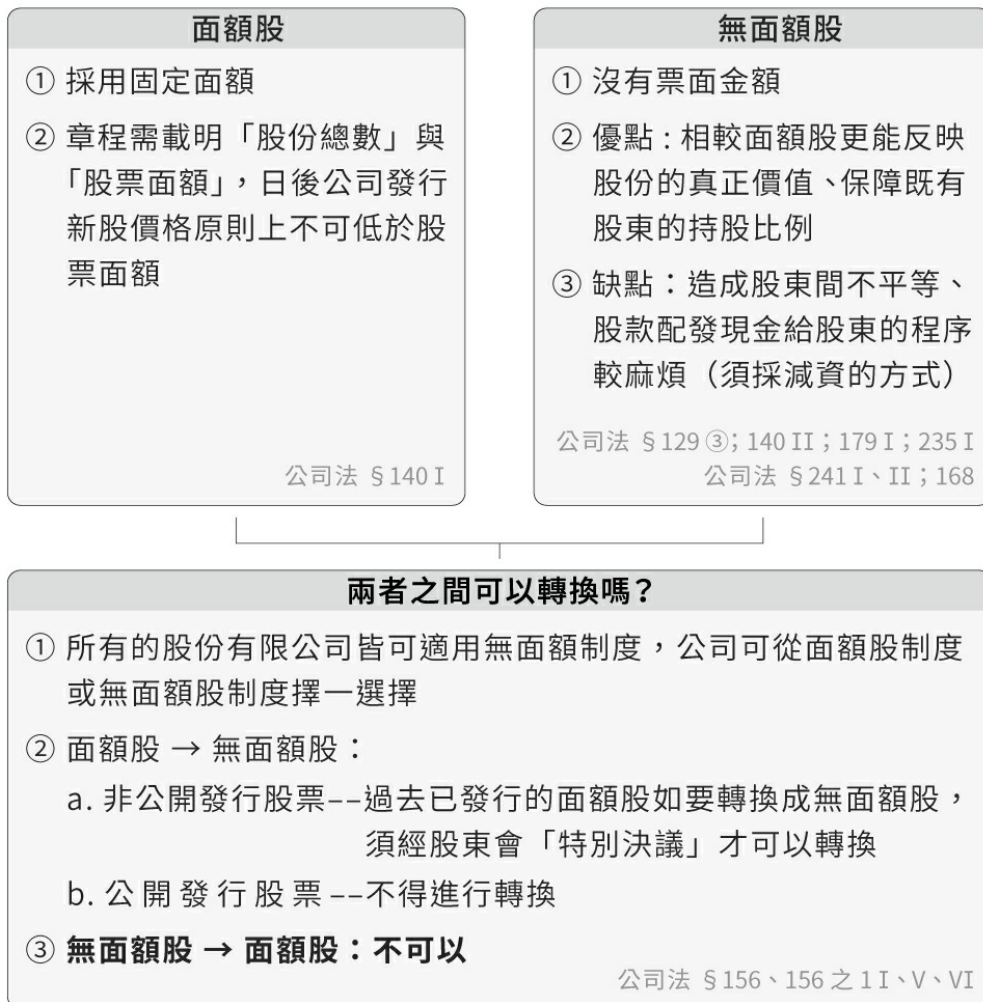 面額股
① 採用固定面額
② 章程需載明「股份總數」與
「股票面額」，日後公司發行
新股價格原則上不可低於股
票面額
公司法 §140 I
無面額股
① 沒有票面金額
② 優點：相較面額股更能反映
股份的真正價值、保障既有
股東的持股比例
③ 缺點：造成股東間不平等、
股款配發現金給股東的程序
較麻煩（須採減資的方式）
公司法 §129 ③；140 II；179 I；235 I
公司法 §241 I、II；168
兩者之間可以轉換嗎？
① 所有的股份有限公司皆可適用無面額制度，公司可從面額股制度
或無面額股制度擇一選擇
② 面額股 → 無面額股：
a. 非公開發行股票––過去已發行的面額股如要轉換成無面額股，
須經股東會「特別決議」才可以轉換
b. 公開發行股票––不得進行轉換
③ 無面額股 → 面額股：不可以
公司法 §156、156 之 1 I、V、VI